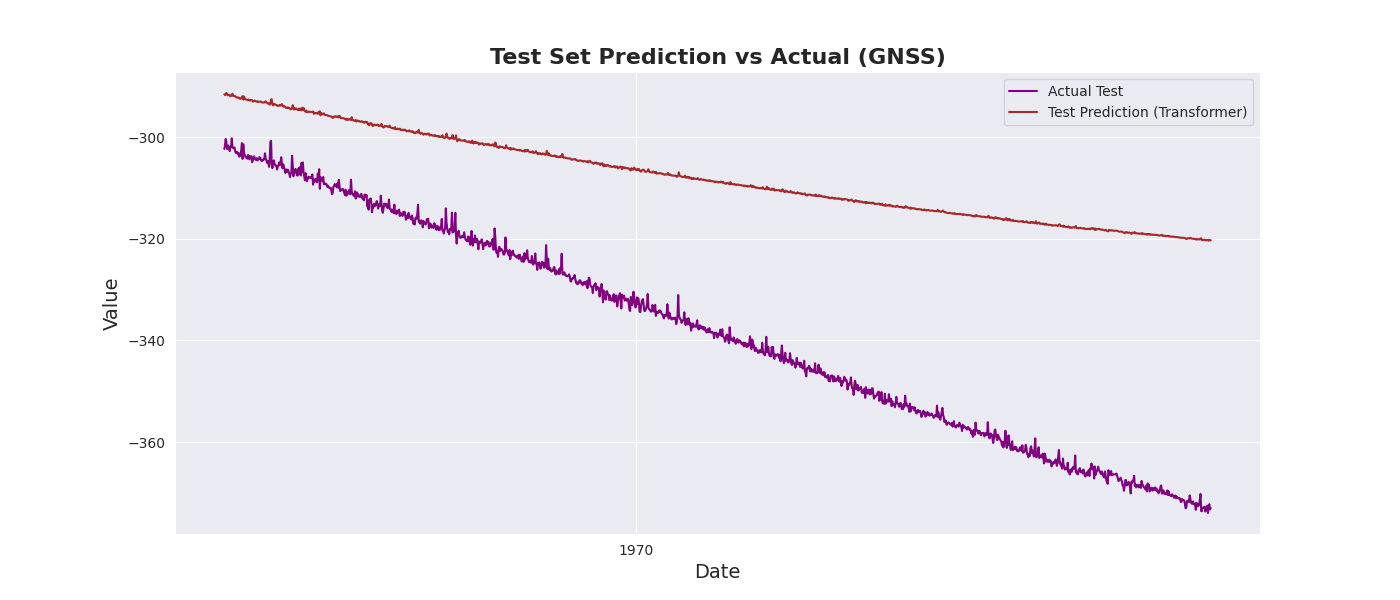 Test Set Prediction vs Actual (GNSS)
Actual Test
Test Prediction (Transformer)
−300
−320
−340
−360
Value
1970
Date